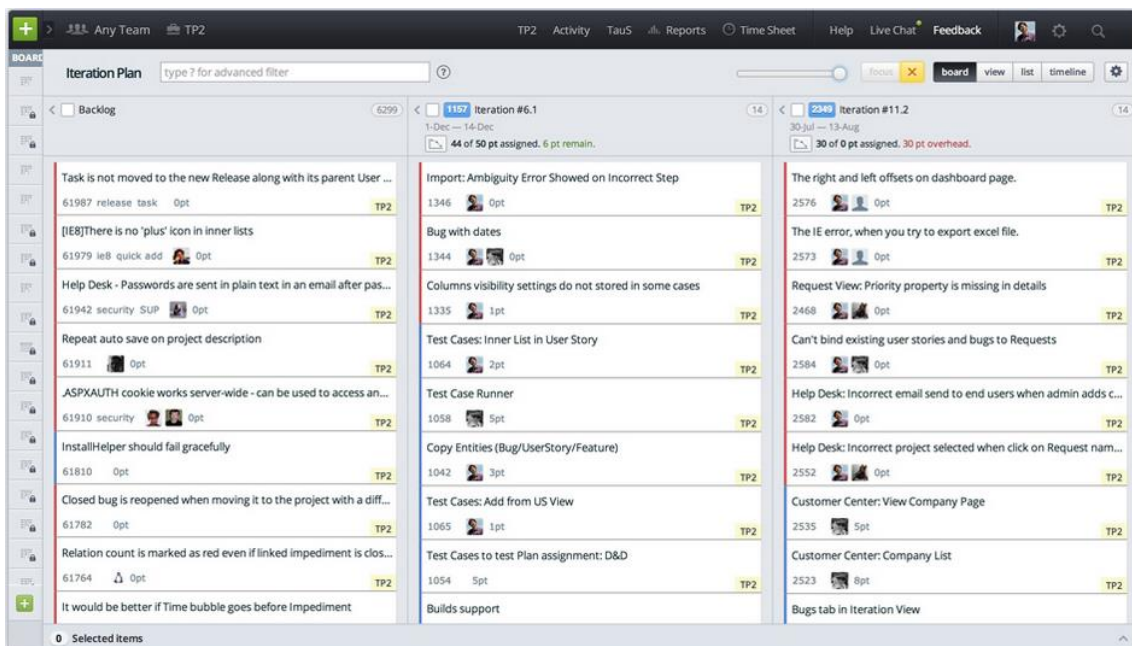 Any Team TP2 TP2 Activity TauS Reports Time Sheet Help Live Chat Feedback
BOARD
Iteration Plan type ? for advanced filter ? focus X board view list timeline
Backlog 6299
1157 Iteration #6.1 14
1-Dec — 14-Dec
44 of 50 pt assigned. 6 pt remain.
2349 Iteration #11.2 14
30-Jul — 13-Aug
30 of 0 pt assigned. 30 pt overhead.
Task is not moved to the new Release along with its parent User ...
61987 release task 0pt TP2
[IE8]There is no 'plus' icon in inner lists
61979 ie8 quick add 0pt TP2
Help Desk - Passwords are sent in plain text in an email after pas...
61942 security SUP 0pt TP2
Repeat auto save on project description
61911 0pt TP2
.ASPXAUTH cookie works server-wide - can be used to access an...
61910 security 0pt TP2
InstallHelper should fail gracefully
61810 0pt TP2
Closed bug is reopened when moving it to the project with a diff...
61782 0pt TP2
Relation count is marked as red even if linked impediment is clos...
61764 0pt TP2
It would be better if Time bubble goes before Impediment
Import: Ambiguity Error Showed on Incorrect Step
1346 0pt TP2
Bug with dates
1344 0pt TP2
Columns visibility settings do not stored in some cases
1335 1pt TP2
Test Cases: Inner List in User Story
1064 2pt TP2
Test Case Runner
1058 5pt TP2
Copy Entities (Bug/UserStory/Feature)
1042 3pt TP2
Test Cases: Add from US View
1065 1pt TP2
Test Cases to test Plan assignment: D&D
1054 5pt TP2
Builds support
The right and left offsets on dashboard page.
2576 0pt TP2
The IE error, when you try to export excel file.
2573 0pt TP2
Request View: Priority property is missing in details
2468 0pt TP2
Can't bind existing user stories and bugs to Requests
2584 0pt TP2
Help Desk: Incorrect email send to end users when admin adds c...
2582 0pt TP2
Help Desk: Incorrect project selected when click on Request nam...
2552 0pt TP2
Customer Center: View Company Page
2535 5pt TP2
Customer Center: Company List
2523 8pt TP2
Bugs tab in Iteration View
0 Selected items